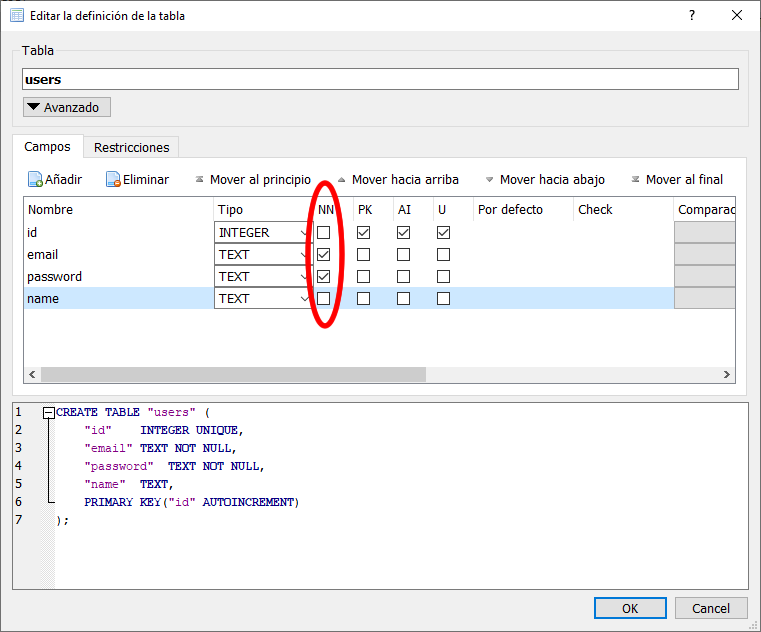 Editar la definición de la tabla ?
Tabla
users
Avanzado
Campos Restricciones
Añadir Eliminar Mover al principio Mover hacia arriba Mover hacia abajo Mover al final
Nombre Tipo NN PK AI U Por defecto Check Comparac
id INTEGER
email TEXT
password TEXT
name TEXT
1 CREATE TABLE "users" (
2 "id" INTEGER UNIQUE,
3 "email" TEXT NOT NULL,
4 "password" TEXT NOT NULL,
5 "name" TEXT,
6 PRIMARY KEY("id" AUTOINCREMENT)
7 );
OK Cancel